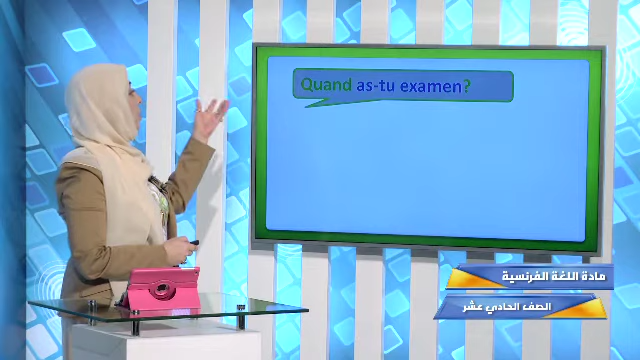 Quand as-tu examen?
مادة اللغة الفرنسية
الصف الحادي عشر